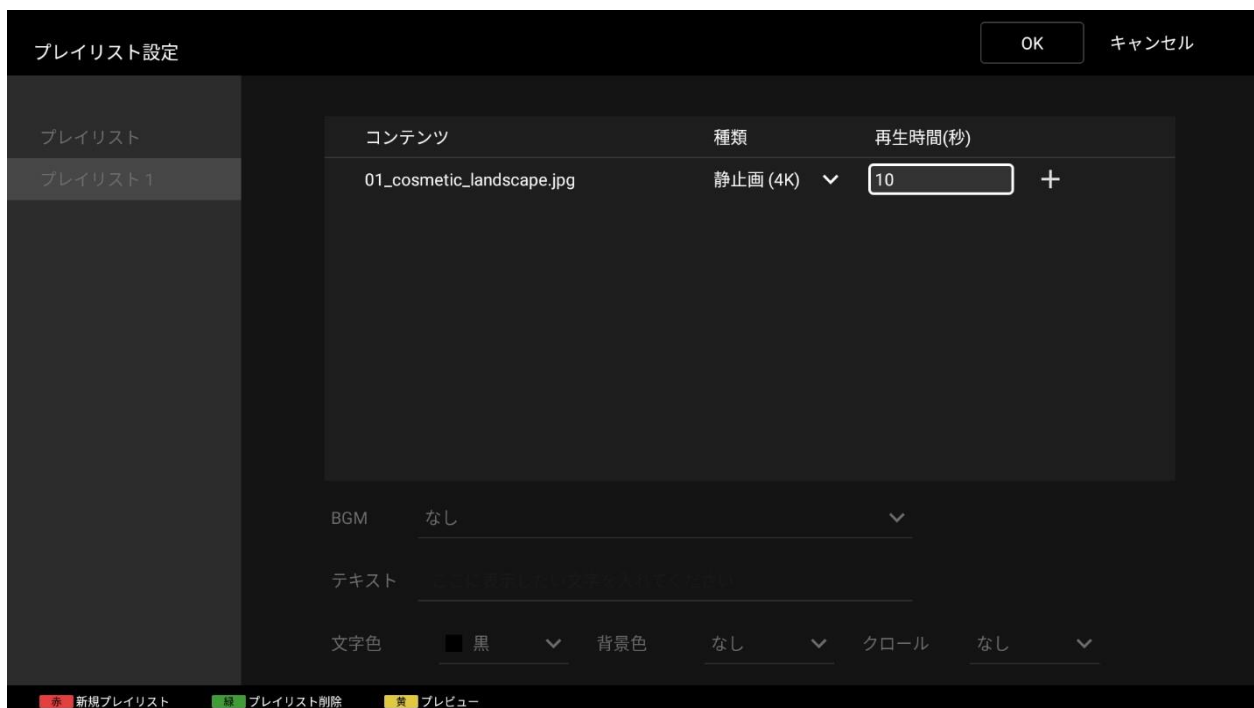 プレイリスト設定
OK キャンセル
プレイリスト
プレイリスト 1
コンテンツ 種類 再生時間(秒)
01_cosmetic_landscape.jpg 静止画 (4K) 10 +
BGM なし
テキスト
文字色 黒 背景色 なし クロール なし
赤 新規プレイリスト 緑 プレイリスト削除 黄 プレビュー